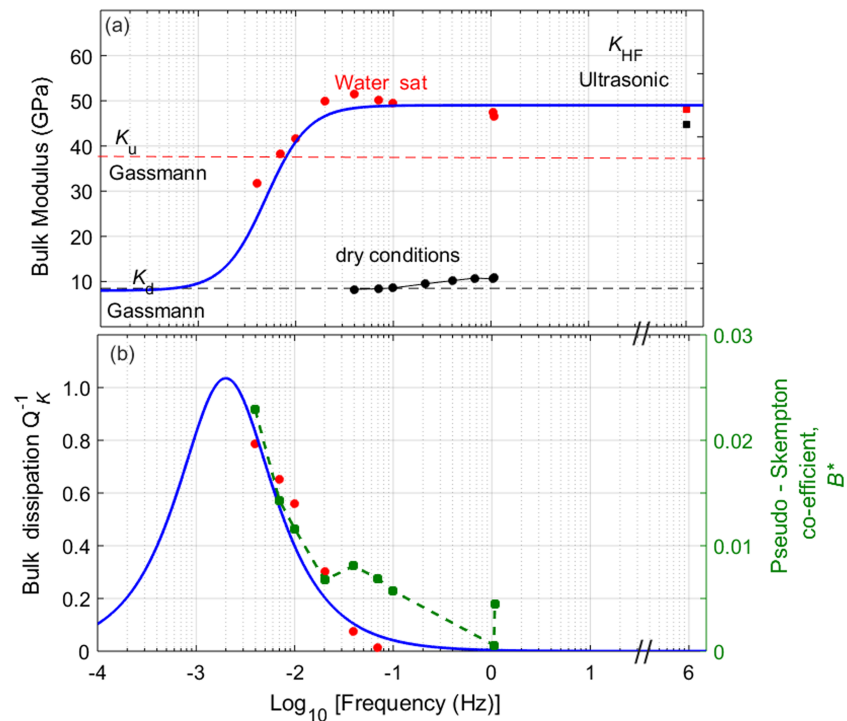 (a)
60
50
40
30
20
10
Bulk Modulus (GPa)
K_HF
Ultrasonic
Water sat
K_u
Gassmann
dry conditions
K_d
Gassmann
(b)
1.0
0.8
0.6
0.4
0.2
0
Bulk dissipation Q_K^-1
0.03
0.02
0.01
0
Pseudo - Skempton
co-efficient,
B*
-4 -3 -2 -1 0 1 6
Log10 [Frequency (Hz)]